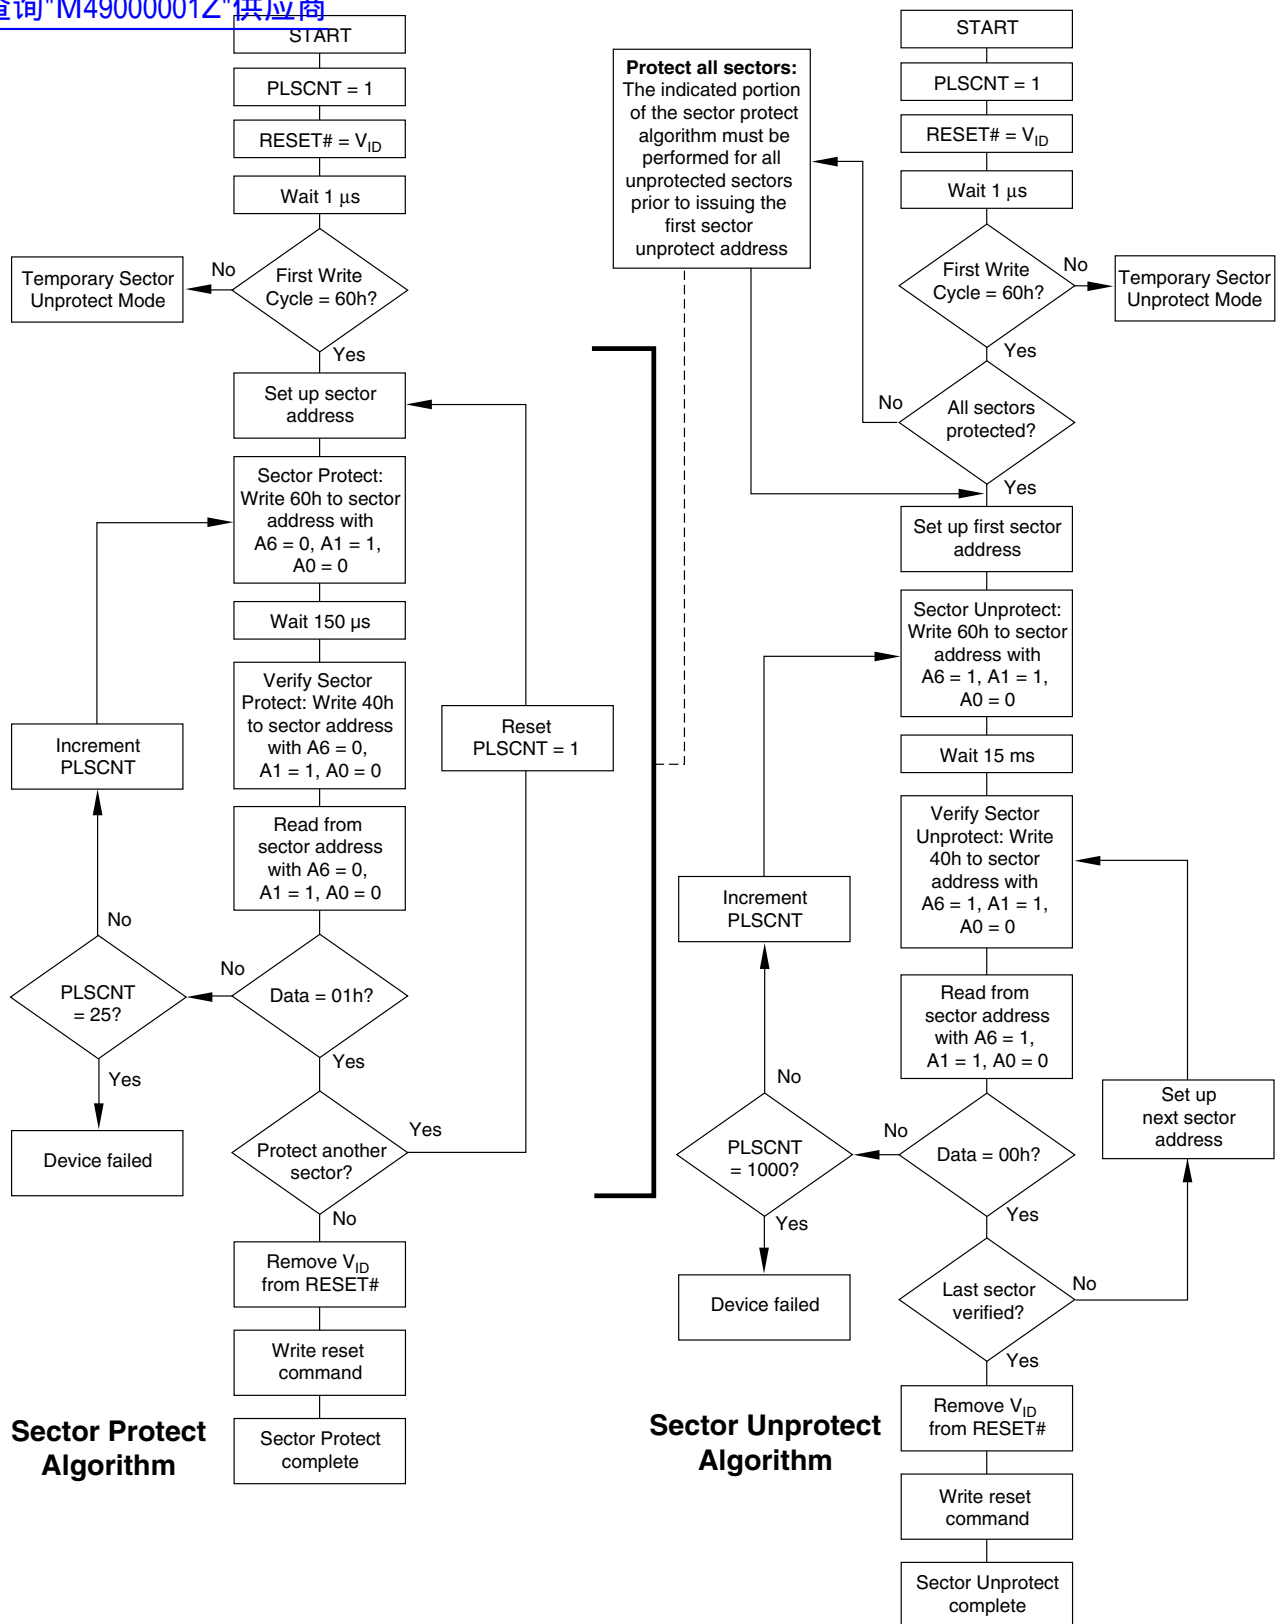 查询"M49000001Z"供应商
START
PLSCNT = 1
RESET# = VID
Wait 1 μs
First Write
Cycle = 60h?
No
Temporary Sector
Unprotect Mode
Yes
Set up sector
address
Sector Protect:
Write 60h to sector
address with
A6 = 0, A1 = 1,
A0 = 0
Wait 150 μs
Verify Sector
Protect: Write 40h
to sector address
with A6 = 0,
A1 = 1, A0 = 0
Read from
sector address
with A6 = 0,
A1 = 1, A0 = 0
Data = 01h?
No
PLSCNT
= 25?
No
Increment
PLSCNT
Yes
Device failed
Yes
Protect another
sector?
Yes
Reset
PLSCNT = 1
No
Remove VID
from RESET#
Write reset
command
Sector Protect
complete
Sector Protect
Algorithm
Protect all sectors:
The indicated portion
of the sector protect
algorithm must be
performed for all
unprotected sectors
prior to issuing the
first sector
unprotect address
START
PLSCNT = 1
RESET# = VID
Wait 1 μs
First Write
Cycle = 60h?
No
Temporary Sector
Unprotect Mode
Yes
All sectors
protected?
No
Yes
Set up first sector
address
Sector Unprotect:
Write 60h to sector
address with
A6 = 1, A1 = 1,
A0 = 0
Wait 15 ms
Verify Sector
Unprotect: Write
40h to sector
address with
A6 = 1, A1 = 1,
A0 = 0
Read from
sector address
with A6 = 1,
A1 = 1, A0 = 0
Data = 00h?
No
PLSCNT
= 1000?
No
Increment
PLSCNT
Yes
Device failed
Yes
Last sector
verified?
No
Set up
next sector
address
Yes
Remove VID
from RESET#
Write reset
command
Sector Unprotect
complete
Sector Unprotect
Algorithm